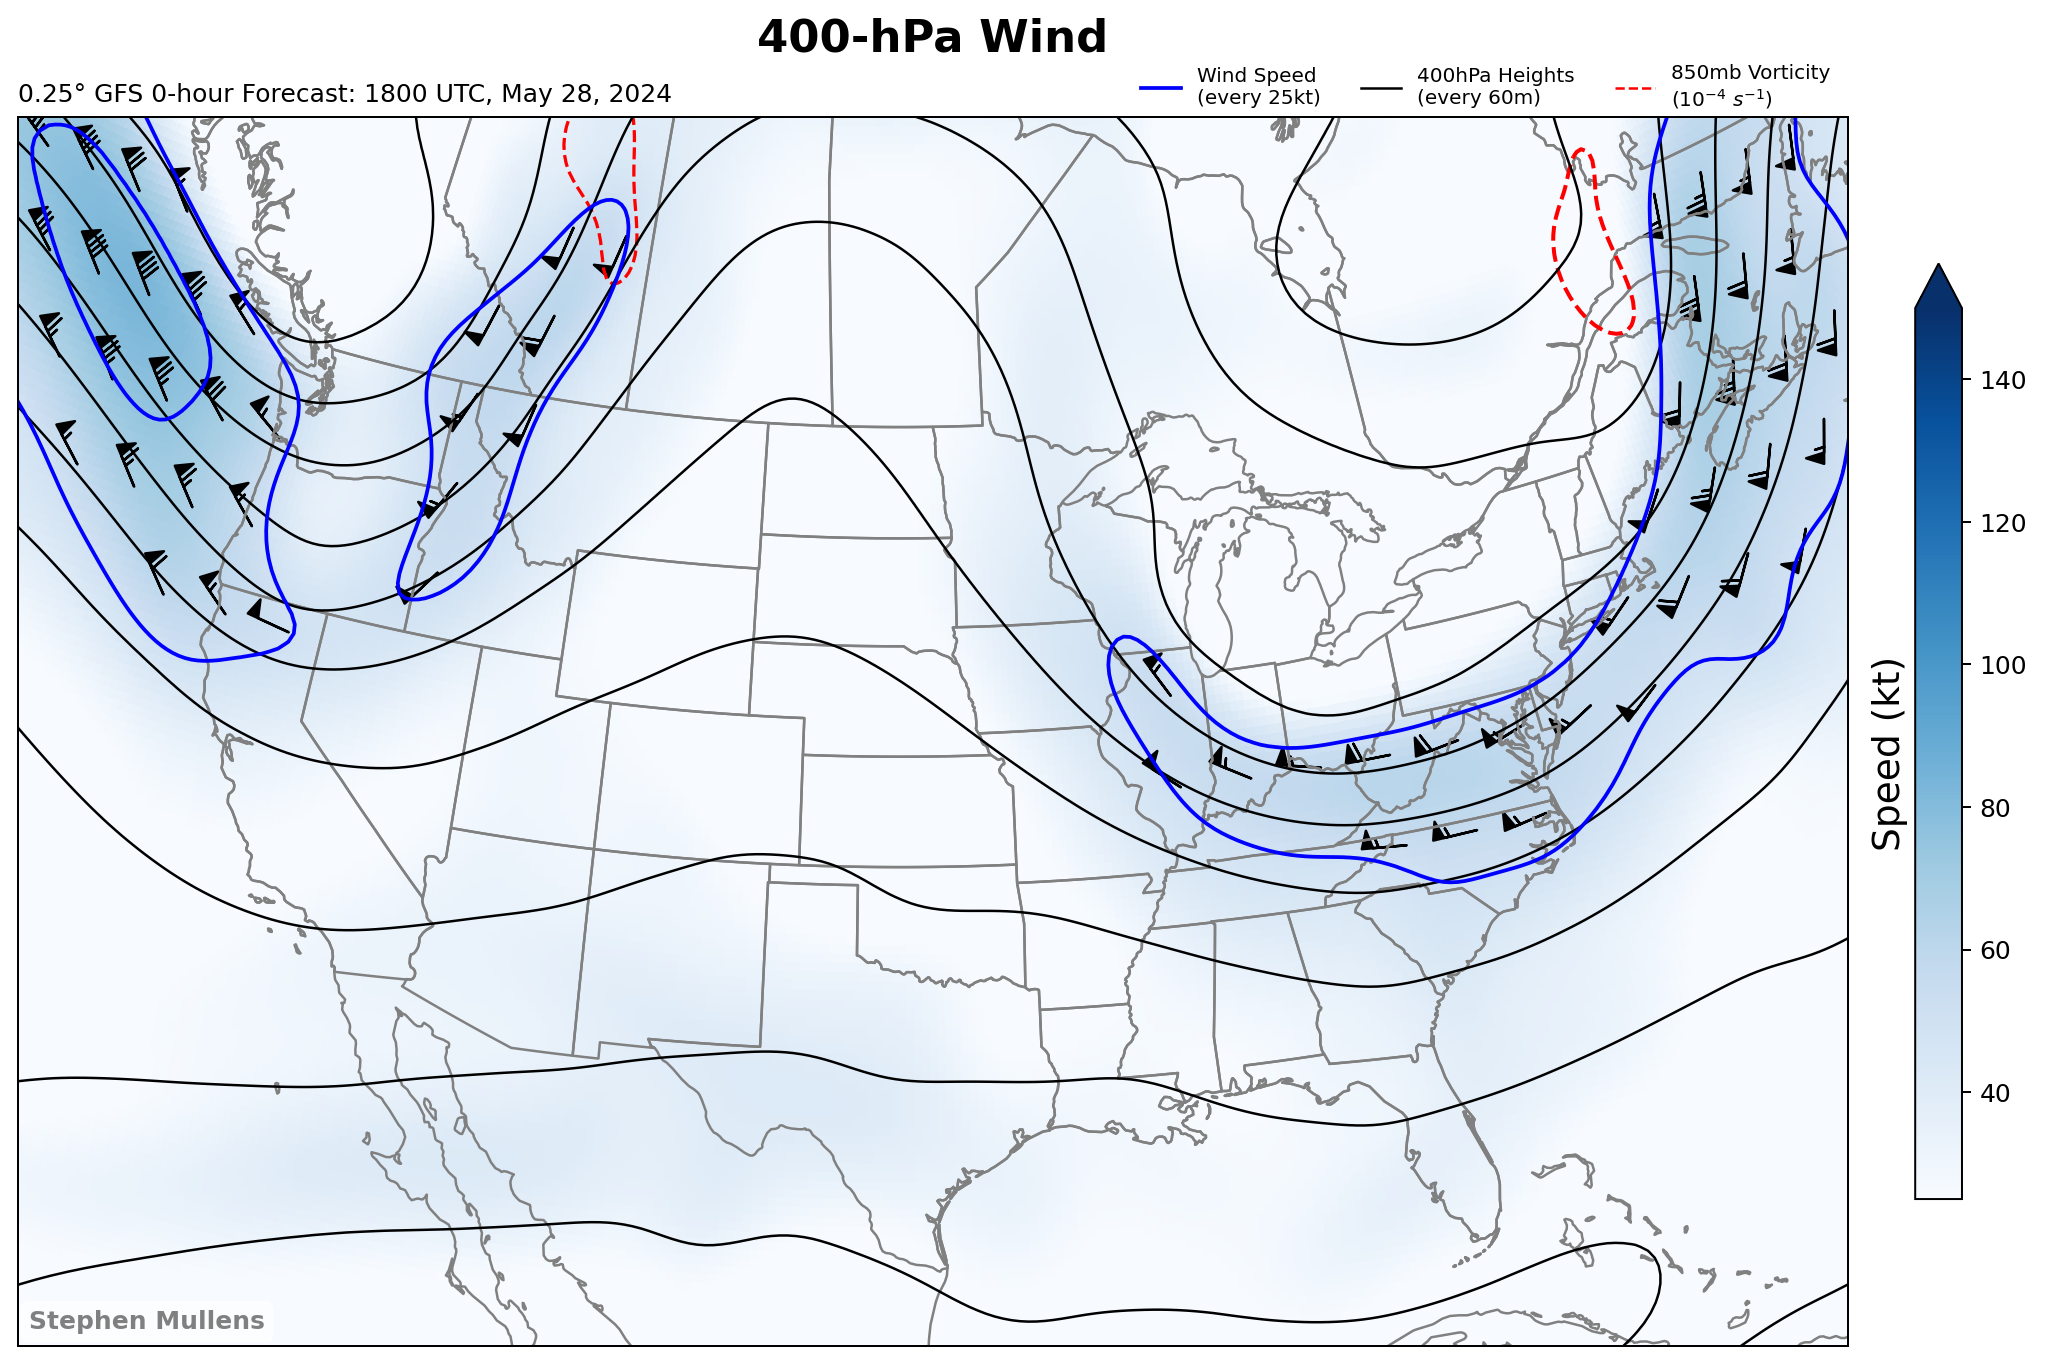 400-hPa Wind
0.25° GFS 0-hour Forecast: 1800 UTC, May 28, 2024
Wind Speed
(every 25kt)
400hPa Heights
(every 60m)
850mb Vorticity
(10⁻⁴ s⁻¹)
140
120
100
80
60
40
Speed (kt)
Stephen Mullens